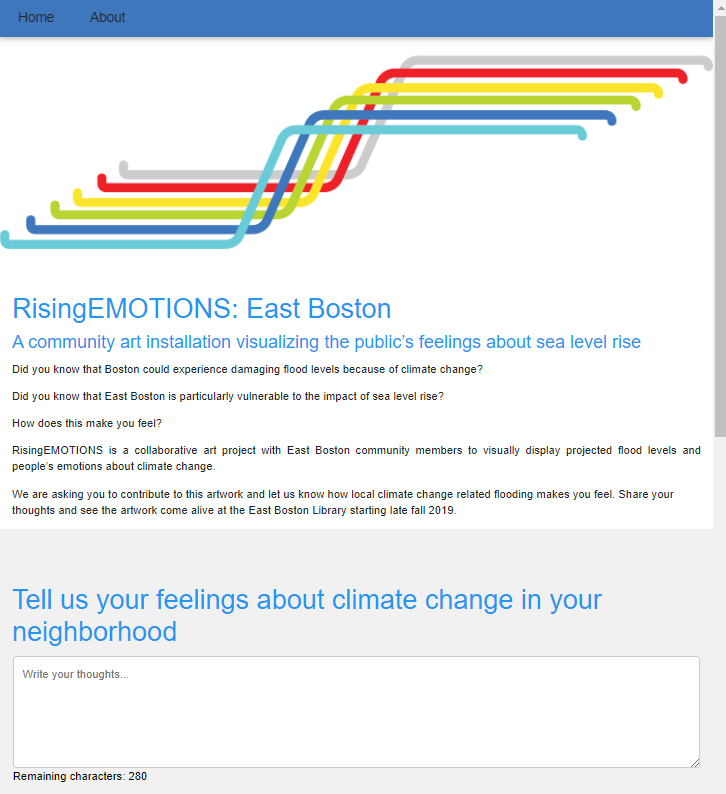 Home About
RisingEMOTIONS: East Boston
A community art installation visualizing the public’s feelings about sea level rise
Did you know that Boston could experience damaging flood levels because of climate change?
Did you know that East Boston is particularly vulnerable to the impact of sea level rise?
How does this make you feel?
RisingEMOTIONS is a collaborative art project with East Boston community members to visually display projected flood levels and
people’s emotions about climate change.
We are asking you to contribute to this artwork and let us know how local climate change related flooding makes you feel. Share your
thoughts and see the artwork come alive at the East Boston Library starting late fall 2019.
Tell us your feelings about climate change in your
neighborhood
Write your thoughts...
Remaining characters: 280